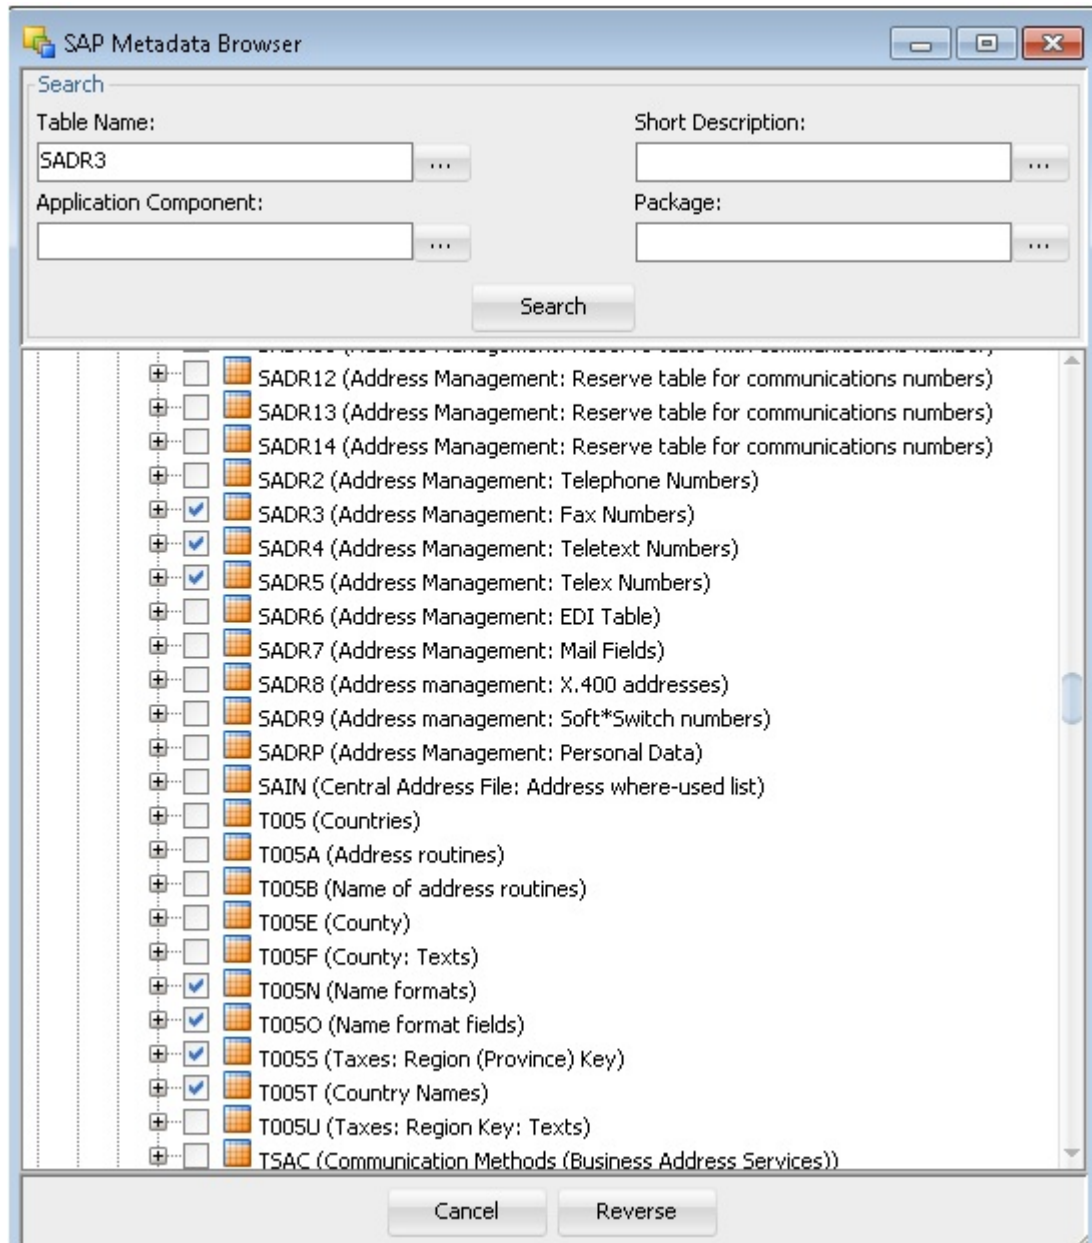 SAP Metadata Browser
Search
Table Name:
Short Description:
SADR3
...
...
Application Component:
Package:
...
...
Search
SADR12 (Address Management: Reserve table for communications numbers)
SADR13 (Address Management: Reserve table for communications numbers)
SADR14 (Address Management: Reserve table for communications numbers)
SADR2 (Address Management: Telephone Numbers)
SADR3 (Address Management: Fax Numbers)
SADR4 (Address Management: Teletext Numbers)
SADR5 (Address Management: Telex Numbers)
SADR6 (Address Management: EDI Table)
SADR7 (Address Management: Mail Fields)
SADR8 (Address management: X.400 addresses)
SADR9 (Address management: Soft*Switch numbers)
SADRP (Address Management: Personal Data)
SAIN (Central Address File: Address where-used list)
T005 (Countries)
T005A (Address routines)
T005B (Name of address routines)
T005E (County)
T005F (County: Texts)
T005N (Name formats)
T005O (Name format fields)
T005S (Taxes: Region (Province) Key)
T005T (Country Names)
T005U (Taxes: Region Key: Texts)
TSAC (Communication Methods (Business Address Services))
Cancel
Reverse